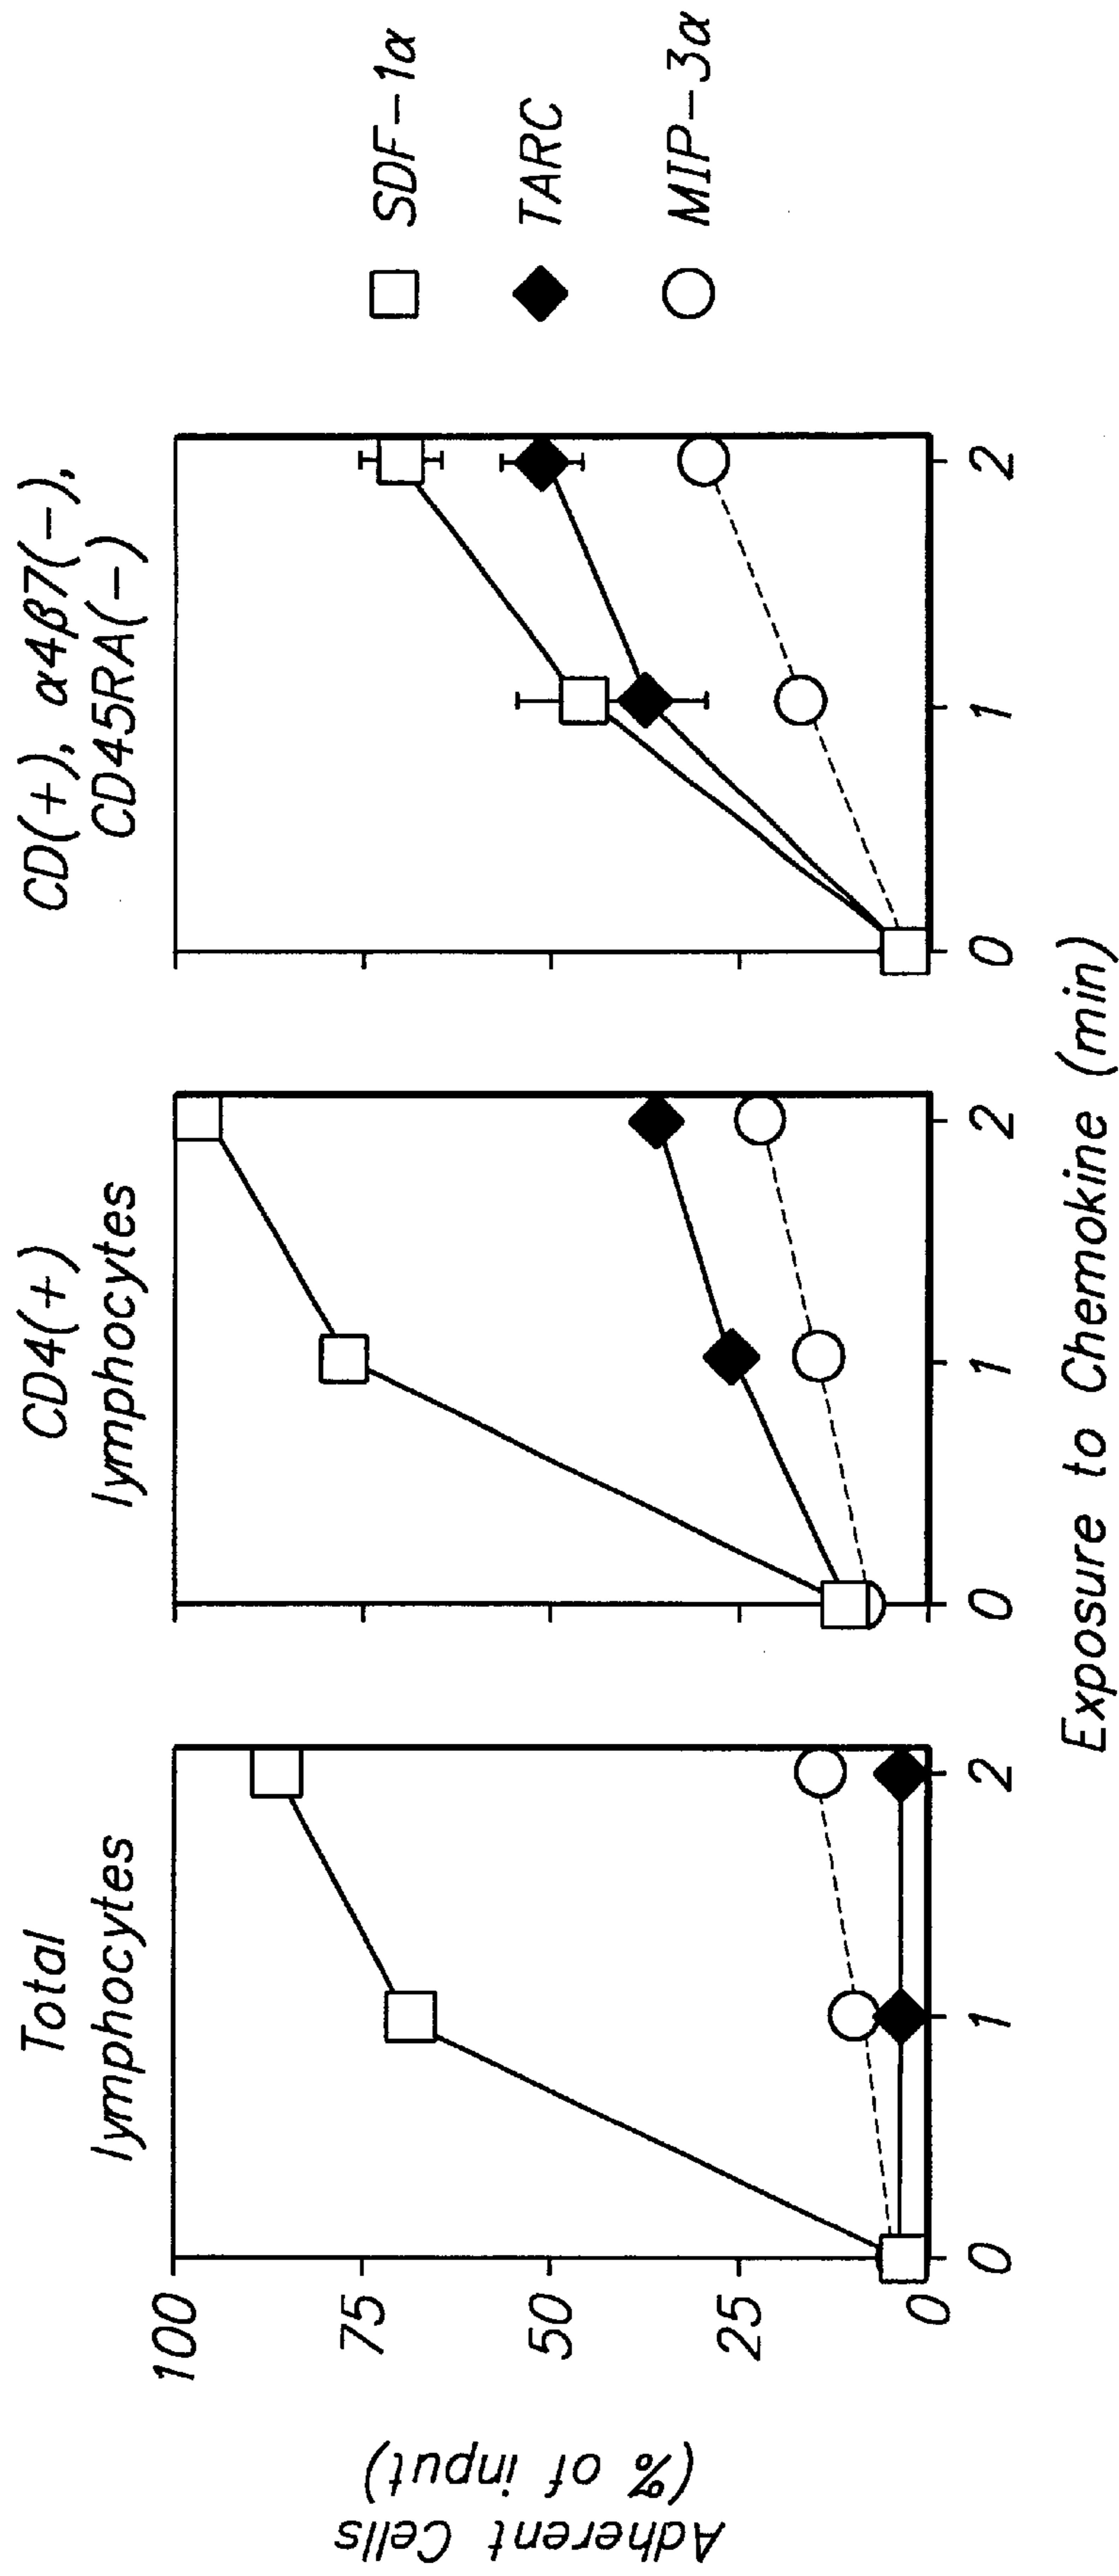 Total
lymphocytes
CD4(+)
lymphocytes
CD(+), α4β7(−),
CD45RA(−)
Adherent Cells
(% of input)
100
75
50
25
0
0 1 2
0 1 2
0 1 2
Exposure to Chemokine (min)
SDF−1α
TARC
MIP−3α